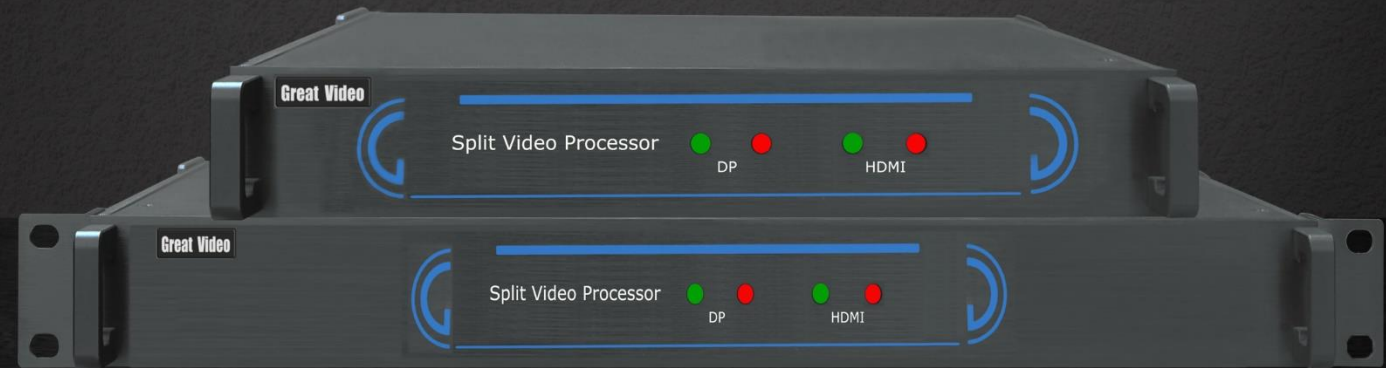 Great Video
Split Video Processor
DP
HDMI
Great Video
Split Video Processor
DP
HDMI